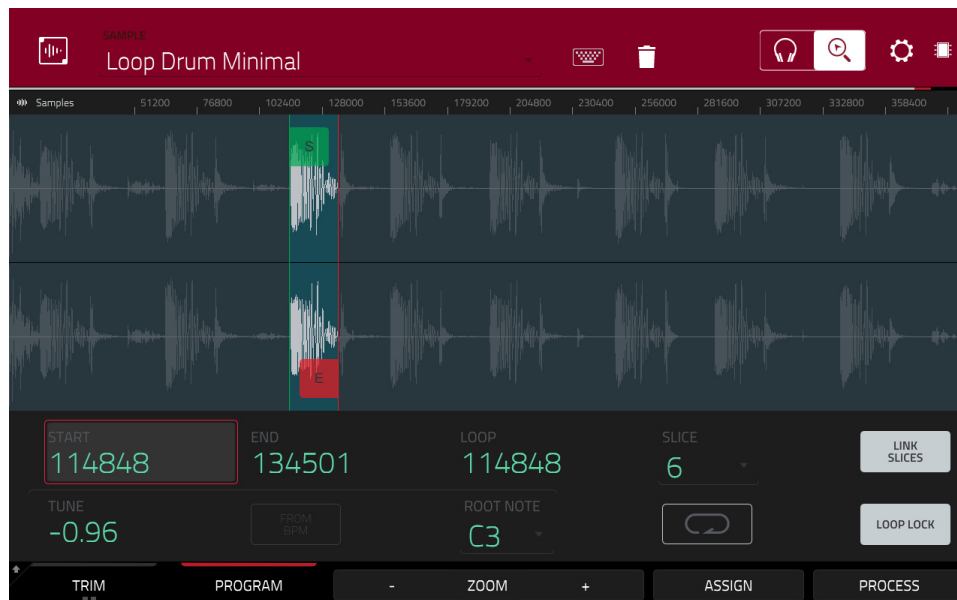 SAMPLE
Loop Drum Minimal
Samples 51200 76800 102400 128000 153600 179200 204800 230400 256000 281600 307200 332800 358400
S
E
START END LOOP SLICE
114848 134501 114848 6
LINK
SLICES
TUNE ROOT NOTE
-0.96 FROM
BPM C3 LOOP LOCK
TRIM PROGRAM - ZOOM + ASSIGN PROCESS